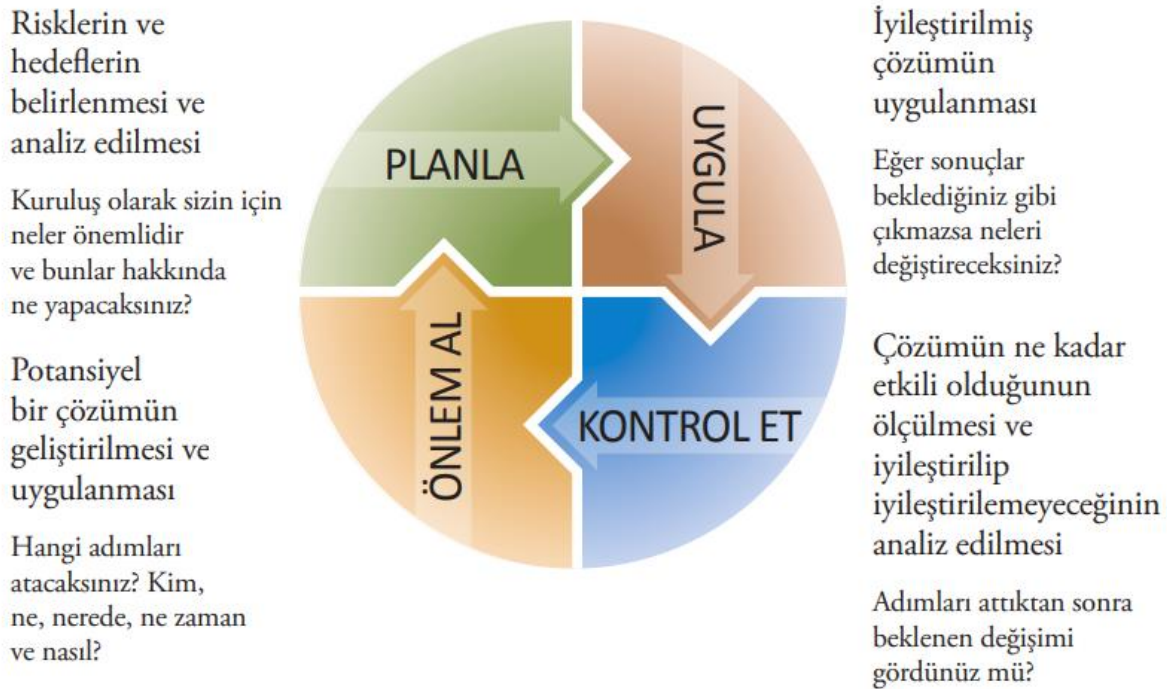 Risklerin ve
hedeflerin
belirlenmesi ve
analiz edilmesi
Kuruluş olarak sizin için
neler önemlidir
ve bunlar hakkında
ne yapacaksınız?
Potansiyel
bir çözümün
geliştirilmesi ve
uygulanması
Hangi adımları
atacaksınız? Kim,
ne, nerede, ne zaman
ve nasıl?
PLANLA
UYGULA
KONTROL ET
ÖNLEM AL
İyileştirilmiş
çözümün
uygulanması
Eğer sonuçlar
beklediğiniz gibi
çıkmazsa neleri
değiştireceksiniz?
Çözümün ne kadar
etkili olduğunun
ölçülmesi ve
iyileştirilip
iyileştirilemeyeceğinin
analiz edilmesi
Adımları attıktan sonra
beklenen değişimi
gördünüz mü?